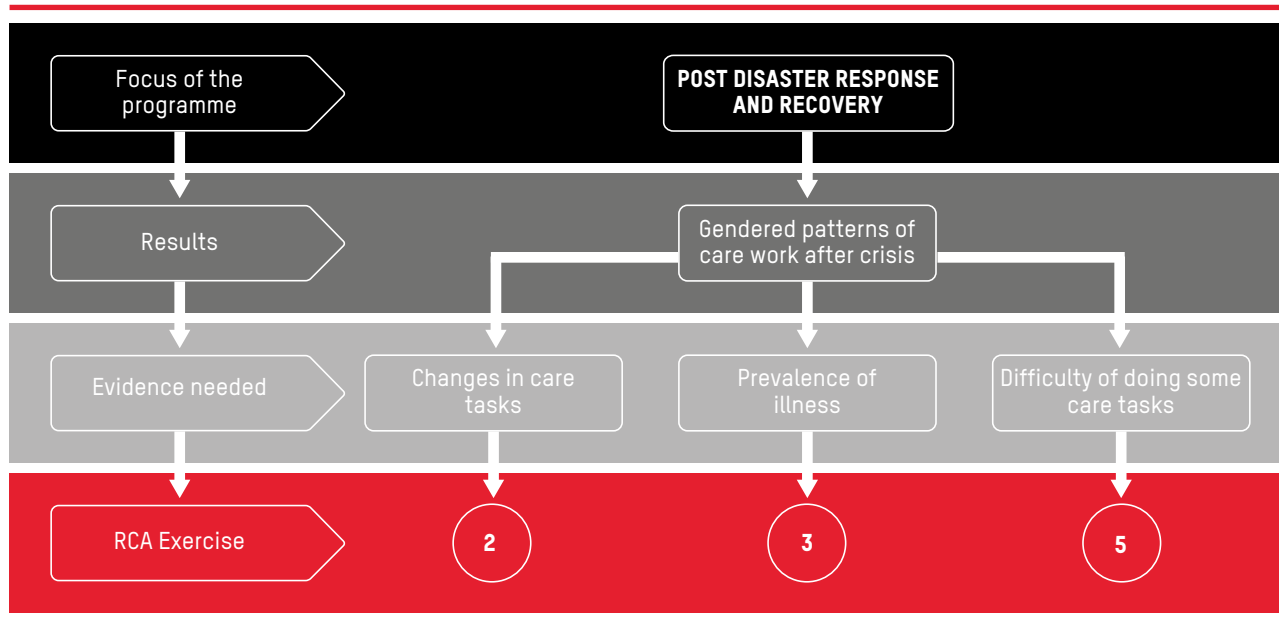 Focus of the
programme
POST DISASTER RESPONSE
AND RECOVERY
Results
Gendered patterns of
care work after crisis
Evidence needed
Changes in care
tasks
Prevalence of
illness
Difficulty of doing some
care tasks
RCA Exercise
2
3
5